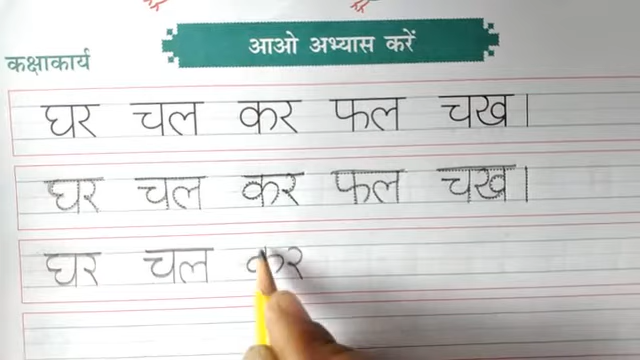 आओ अभ्यास करें
कक्षाकार्य
घर चल कर फल चख।
घर चल कर फल चख।
घर चल कर